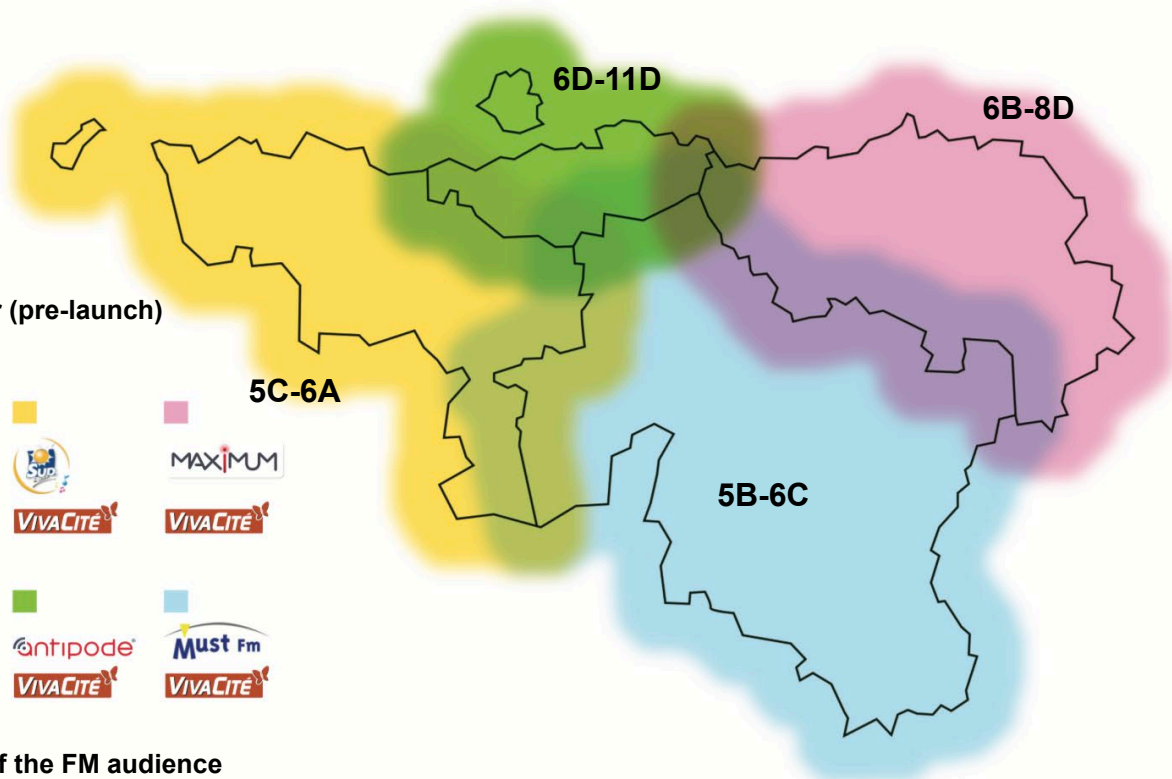 6D-11D
6B-8D
(pre-launch)
5C-6A
5B-6C
Sud
MAXIMUM
VIVACITÉ
VIVACITÉ
antipode
Must Fm
VIVACITÉ
VIVACITÉ
f the FM audience